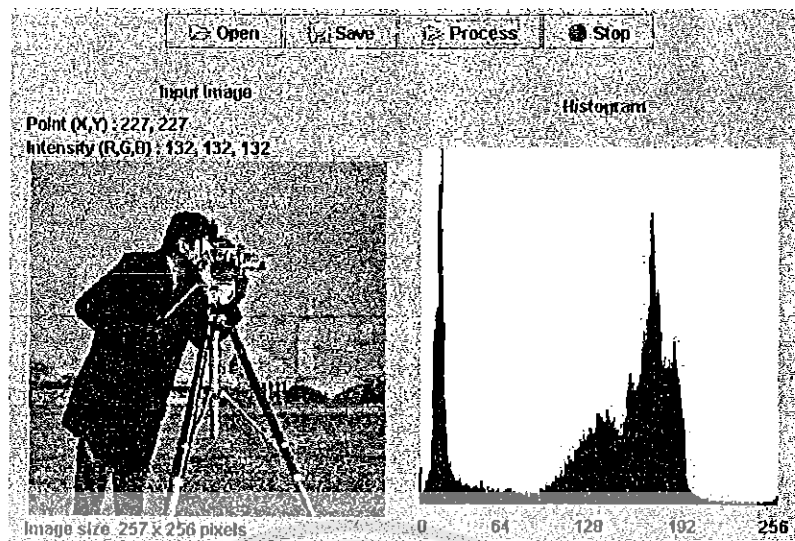 Open Save Process Stop
Input Image
Histogram
Point (X,Y) : 227, 227
Intensity (R,G,B) : 132, 132, 132
Image size 257 x 256 pixels
0 64 128 192 256